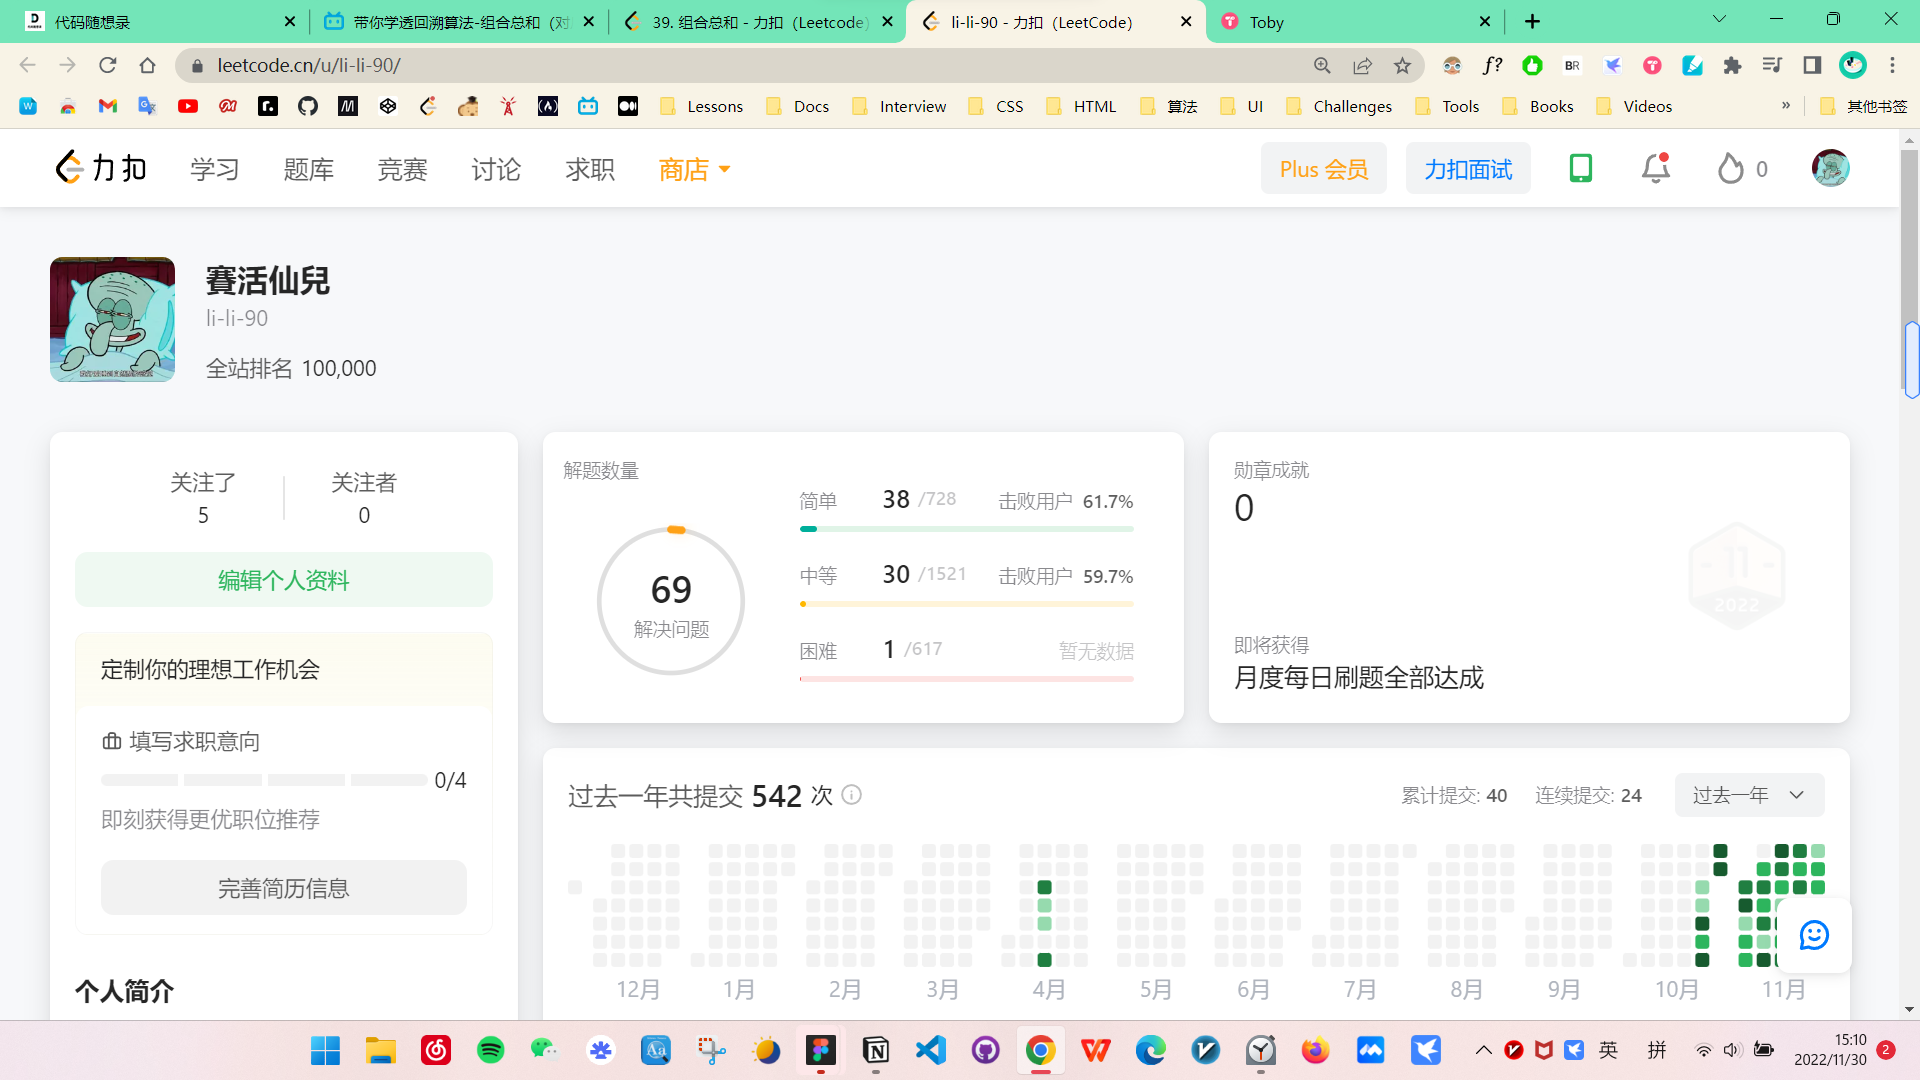 代码随想录
带你学透回溯算法-组合总和（对
39. 组合总和 - 力扣（Leetcode）
li-li-90 - 力扣（LeetCode）
Toby
leetcode.cn/u/li-li-90/
Lessons
Docs
Interview
CSS
HTML
算法
UI
Challenges
Tools
Books
Videos
»
其他书签
力扣
学习
题库
竞赛
讨论
求职
商店
Plus 会员
力扣面试
0
賽活仙兒
li-li-90
全站排名 100,000
关注了
5
关注者
0
编辑个人资料
定制你的理想工作机会
填写求职意向
0/4
即刻获得更优职位推荐
完善简历信息
个人简介
解题数量
69
解决问题
简单 38 /728 击败用户 61.7%
中等 30 /1521 击败用户 59.7%
困难 1 /617 暂无数据
勋章成就
0
11
2022
即将获得
月度每日刷题全部达成
过去一年共提交 542 次
累计提交: 40 连续提交: 24
过去一年
12月 1月 2月 3月 4月 5月 6月 7月 8月 9月 10月 11月
英
拼
15:10
2022/11/30
2